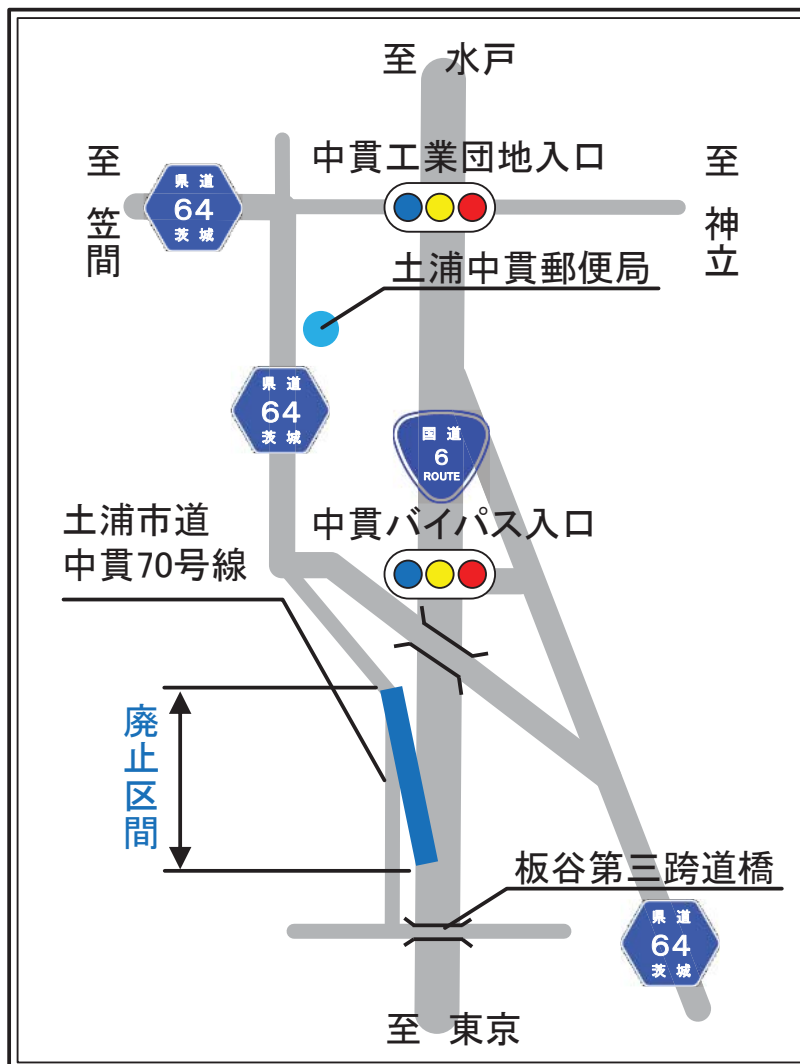 至 水戸
中貫工業団地入口
至 笠間
県道
64
茨城
至 神立
土浦中貫郵便局
県道
64
茨城
国道
6
ROUTE
中貫バイパス入口
土浦市道
中貫70号線
廃止区間
板谷第三跨道橋
県道
64
茨城
至 東京